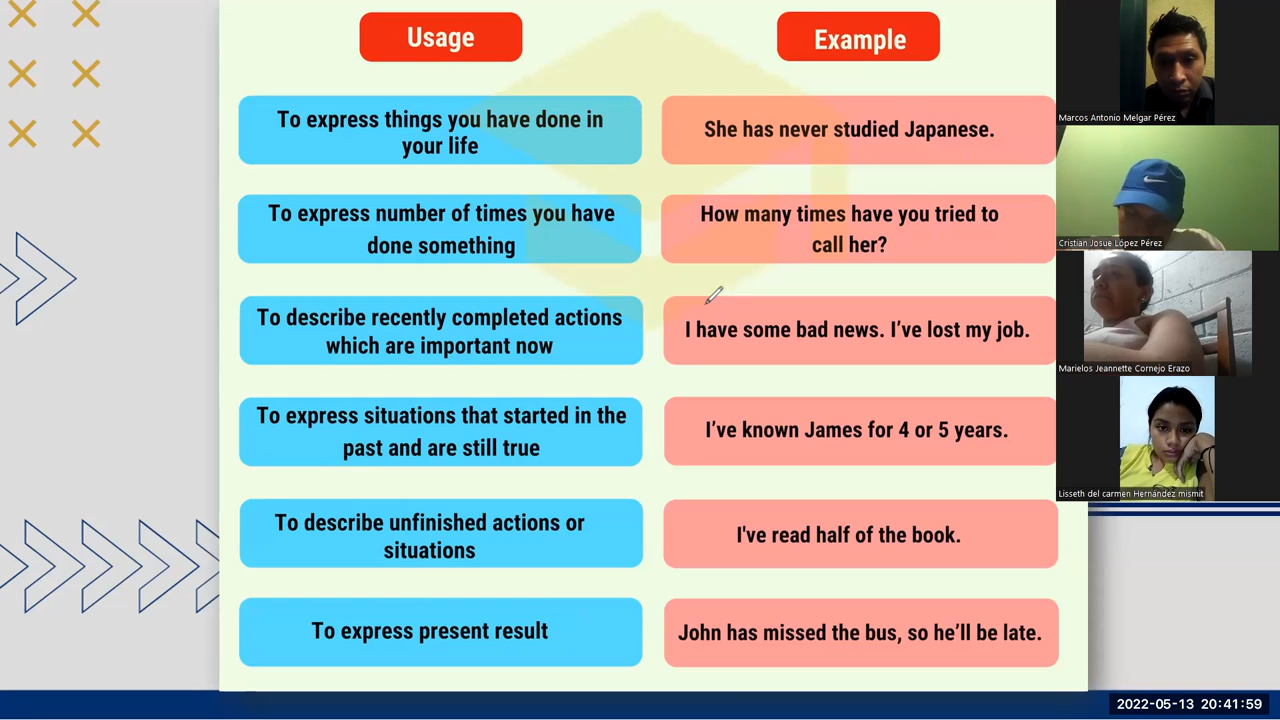 Usage
Example
To express things you have done in
your life
She has never studied Japanese.
To express number of times you have
done something
How many times have you tried to
call her?
To describe recently completed actions
which are important now
I have some bad news. I've lost my job.
To express situations that started in the
past and are still true
I've known James for 4 or 5 years.
To describe unfinished actions or
situations
I've read half of the book.
To express present result
John has missed the bus, so he'll be late.
Marcos Antonio Melgar Pérez
Cristian Josue López Pérez
Marielos Jeannette Cornejo Erazo
Lisseth del carmen Hernández mismit
2022-05-13 20:41:59